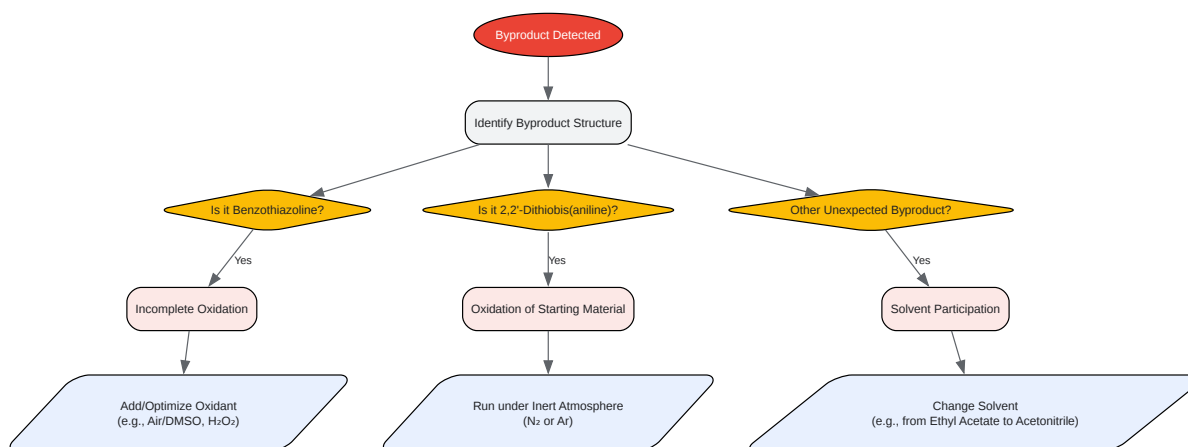 Byproduct Detected
Identify Byproduct Structure
Is it Benzothiazoline?
Is it 2,2'-Dithiobis(aniline)?
Other Unexpected Byproduct?
Yes
Yes
Yes
Incomplete Oxidation
Oxidation of Starting Material
Solvent Participation
Add/Optimize Oxidant
(e.g., Air/DMSO, H₂O₂)
Run under Inert Atmosphere
(N₂ or Ar)
Change Solvent
(e.g., from Ethyl Acetate to Acetonitrile)